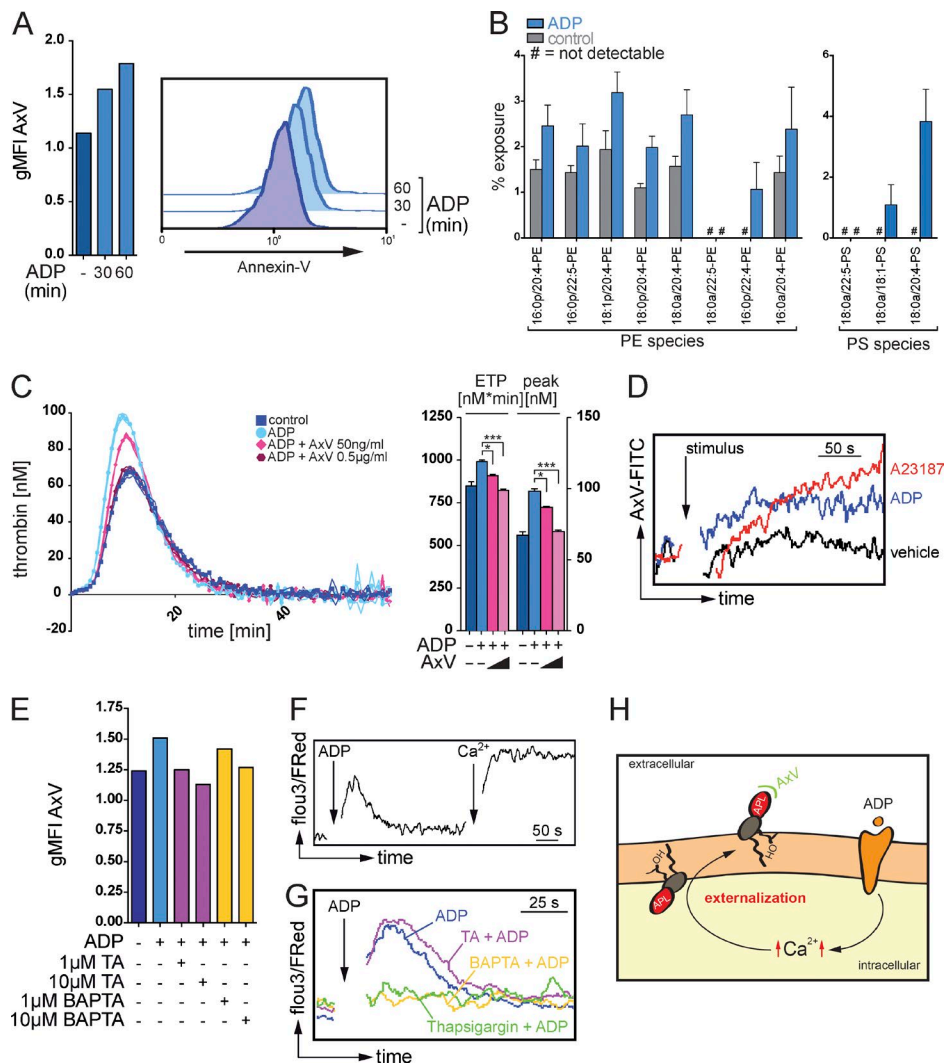 A
gMFI AxV
2.0
1.5
1.0
0.5
0.0
ADP - 30 60
(min)
60
30
-
ADP
(min)
0 10⁰ 10¹
Annexin-V
B
ADP
control
# = not detectable
% exposure
4
3
2
1
0
# # #
16:0p/20:4-PE
16:0p/22:5-PE
18:1p/20:4-PE
18:0p/20:4-PE
18:0a/20:4-PE
18:0a/22:5-PE
16:0p/22:4-PE
16:0a/20:4-PE
PE species
6
4
2
0
# # # #
18:0a/22:5-PS
18:0a/18:1-PS
18:0a/20:4-PS
PS species
C
thrombin [nM]
100
80
60
40
20
0
-20
20 40
time [min]
control
ADP
ADP + AxV 50ng/ml
ADP + AxV 0.5µg/ml
ETP peak
[nM*min] [nM]
1250
1000
750
500
250
0
150
100
50
0
***
*
***
*
ADP - + + + - + + +
AxV - - - -
D
AxV-FITC
stimulus
50 s
A23187
ADP
vehicle
time
E
gMFI AxV
1.75
1.50
1.25
1.00
0.75
0.50
0.25
0.00
ADP - + + + + +
1µM TA - - + - - -
10µM TA - - - + - -
1µM BAPTA - - - - + -
10µM BAPTA - - - - - +
F
flou3/FRed
ADP
Ca²⁺
50 s
time
G
flou3/FRed
ADP
25 s
ADP
TA + ADP
BAPTA + ADP
Thapsigargin + ADP
time
H
extracellular
AxV
APL
ADP
HO
OH
APL
externalization
Ca²⁺
intracellular